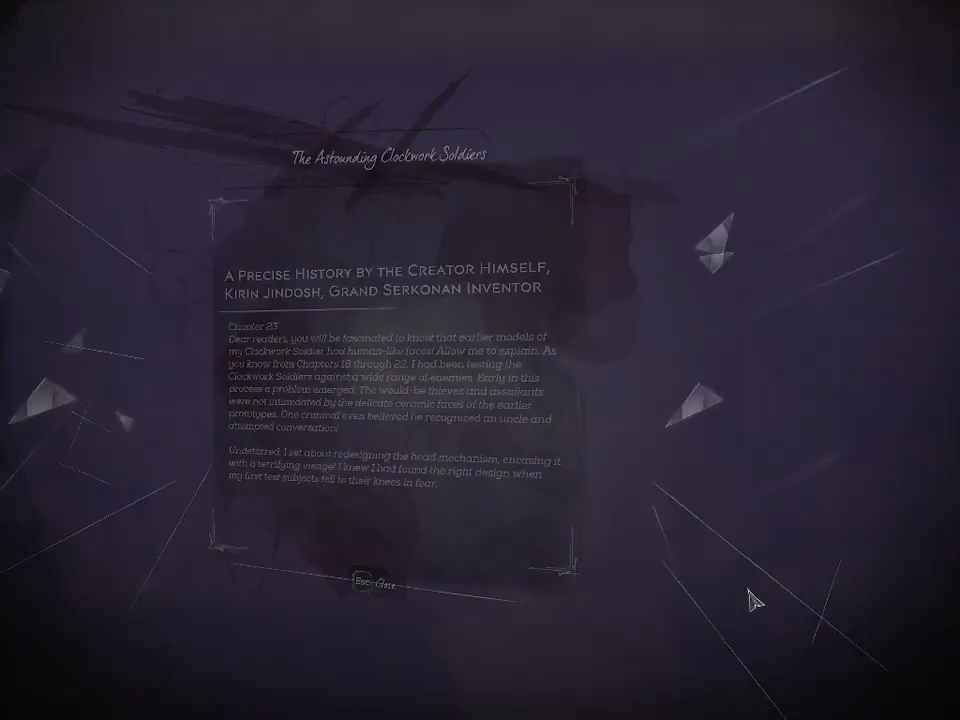 The Astounding Clockwork Soldiers
A Precise History by the Creator Himself,
Kirin Jindosh, Grand Serkonan Inventor
Chapter 23
Dear readers, you will be fascinated to know that earlier models of
my Clockwork Soldier had human-like faces! Allow me to explain. As
you know from Chapters 18 through 22, I had been testing the
Clockwork Soldiers against a wide range of enemies. Early in this
process a problem emerged. The would-be thieves and assailants
were not intimidated by the delicate ceramic faces of the earlier
prototypes. One criminal even believed he recognized an uncle and
attempted conversation!
Undeterred, I set about redesigning the head mechanism, encasing it
with a terrifying visage! I knew I had found the right design when
my first test subjects fell to their knees in fear.
Esc Close